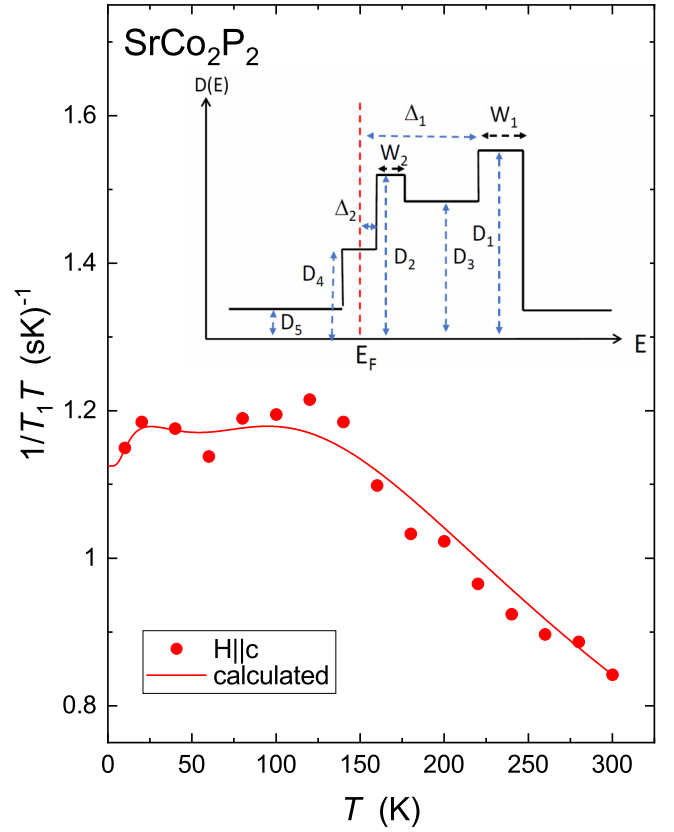 SrCo₂P₂
D(E)
Δ₁
W₁
W₂
Δ₂
D₄
D₂
D₃
D₁
D₅
E_F
E
1.6
1.4
1.2
1
0.8
1/T₁T (sK)⁻¹
H||c
calculated
0
50
100
150
200
250
300
T (K)